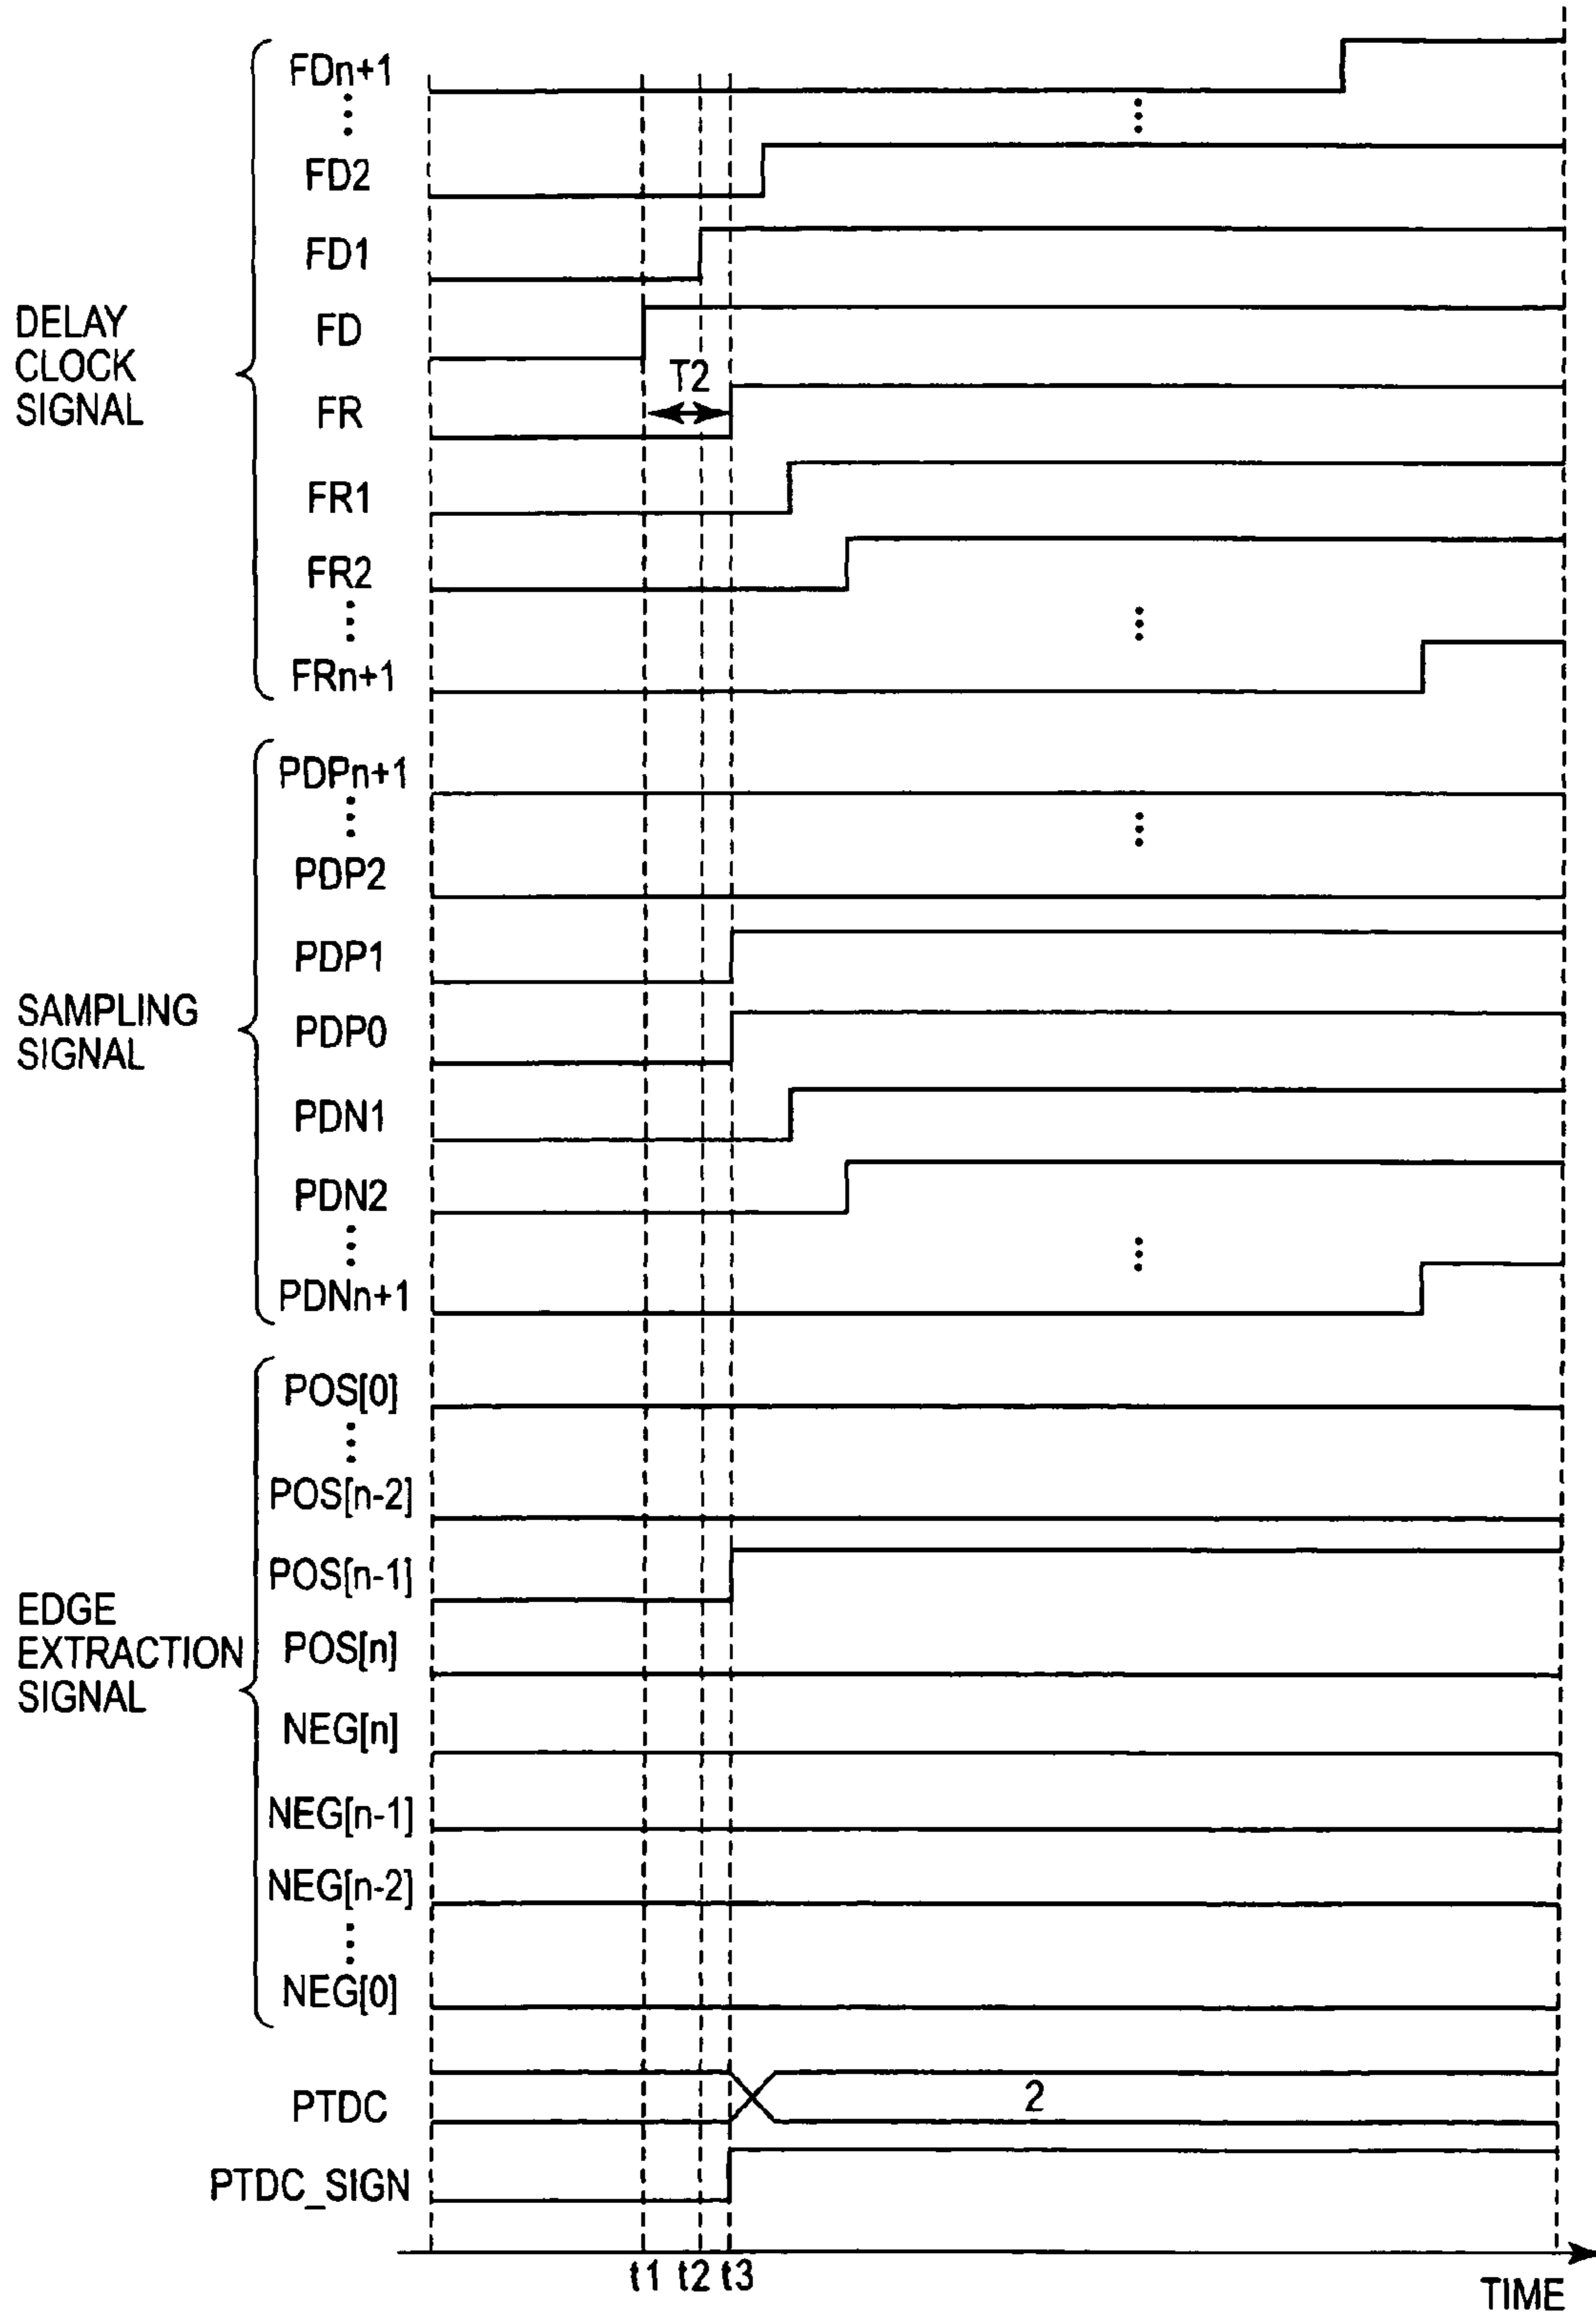 DELAY
CLOCK
SIGNAL
FDn+1
FD2
FD1
FD
T2
FR
FR1
FR2
FRn+1
SAMPLING
SIGNAL
PDPn+1
PDP2
PDP1
PDP0
PDN1
PDN2
PDNn+1
EDGE
EXTRACTION
SIGNAL
POS[0]
POS[n-2]
POS[n-1]
POS[n]
NEG[n]
NEG[n-1]
NEG[n-2]
NEG[0]
PTDC
2
PTDC_SIGN
t1 t2 t3
TIME